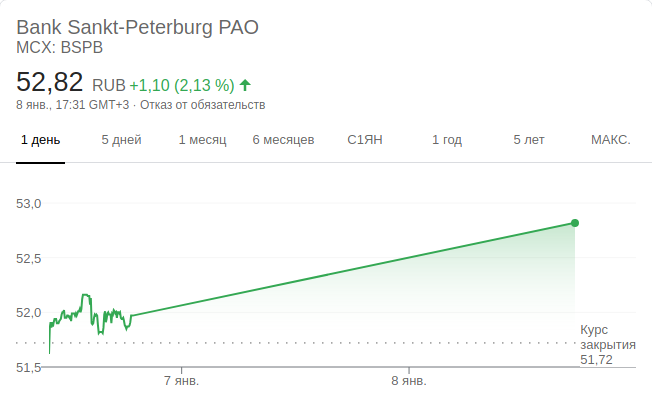 Bank Sankt-Peterburg PAO
MCX: BSPB
52,82 RUB +1,10 (2,13 %)
8 янв., 17:31 GMT+3 · Отказ от обязательств
1 день 5 дней 1 месяц 6 месяцев С1ЯН 1 год 5 лет МАКС.
53,0
52,5
52,0
51,5
Курс
закрытия
51,72
7 янв. 8 янв.